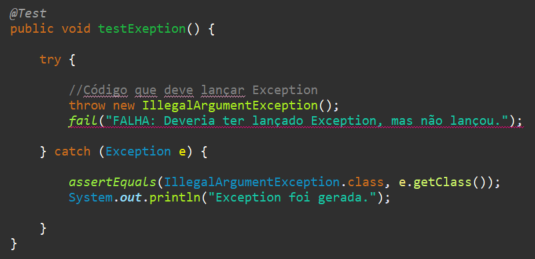 @Test
public void testExeption() {
try {
//Código que deve lançar Exception
throw new IllegalArgumentException();
fail("FALHA: Deveria ter lançado Exception, mas não lançou.");
} catch (Exception e) {
assertEquals(IllegalArgumentException.class, e.getClass());
System.out.println("Exception foi gerada.");
}
}